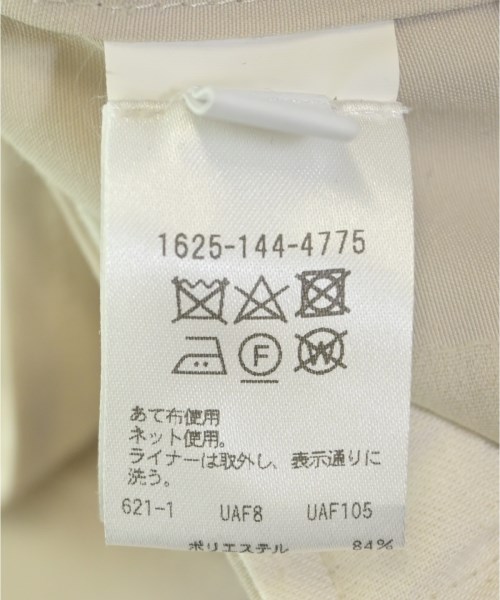 1625-144-4775
F W
あて布使用
ネット使用。
ライナーは取外し、表示通りに
洗う。
621-1 UAF8 UAF105
ポリエステル 84%